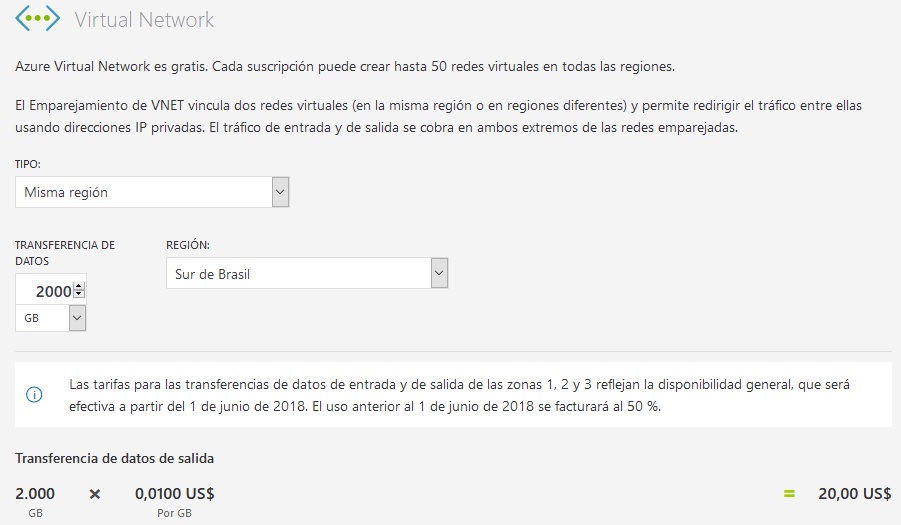 Virtual Network
Azure Virtual Network es gratis. Cada suscripción puede crear hasta 50 redes virtuales en todas las regiones.
El Emparejamiento de VNET vincula dos redes virtuales (en la misma región o en regiones diferentes) y permite redirigir el tráfico entre ellas
usando direcciones IP privadas. El tráfico de entrada y de salida se cobra en ambos extremos de las redes emparejadas.
TIPO:
Misma región
TRANSFERENCIA DE
DATOS
REGIÓN:
2000
GB
Sur de Brasil
Las tarifas para las transferencias de datos de entrada y de salida de las zonas 1, 2 y 3 reflejan la disponibilidad general, que será
efectiva a partir del 1 de junio de 2018. El uso anterior al 1 de junio de 2018 se facturará al 50 %.
Transferencia de datos de salida
2.000 × 0,0100 US$ = 20,00 US$
GB Por GB